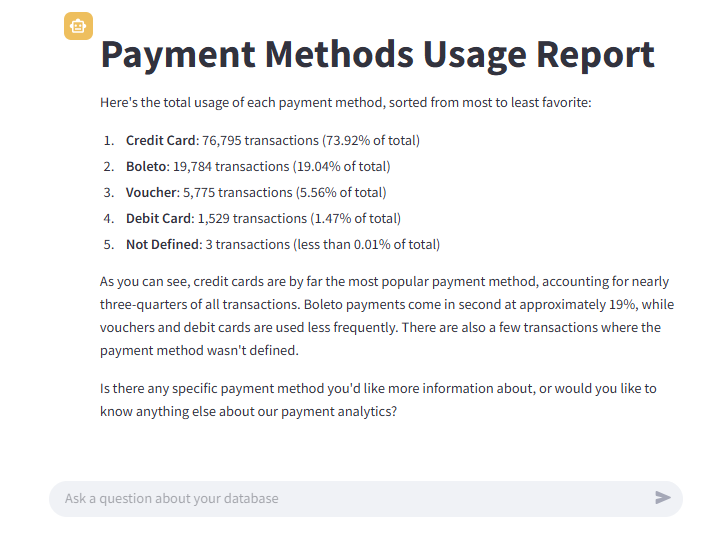 Payment Methods Usage Report
Here's the total usage of each payment method, sorted from most to least favorite:
1. Credit Card: 76,795 transactions (73.92% of total)
2. Boleto: 19,784 transactions (19.04% of total)
3. Voucher: 5,775 transactions (5.56% of total)
4. Debit Card: 1,529 transactions (1.47% of total)
5. Not Defined: 3 transactions (less than 0.01% of total)
As you can see, credit cards are by far the most popular payment method, accounting for nearly
three-quarters of all transactions. Boleto payments come in second at approximately 19%, while
vouchers and debit cards are used less frequently. There are also a few transactions where the
payment method wasn't defined.
Is there any specific payment method you'd like more information about, or would you like to
know anything else about our payment analytics?
Ask a question about your database